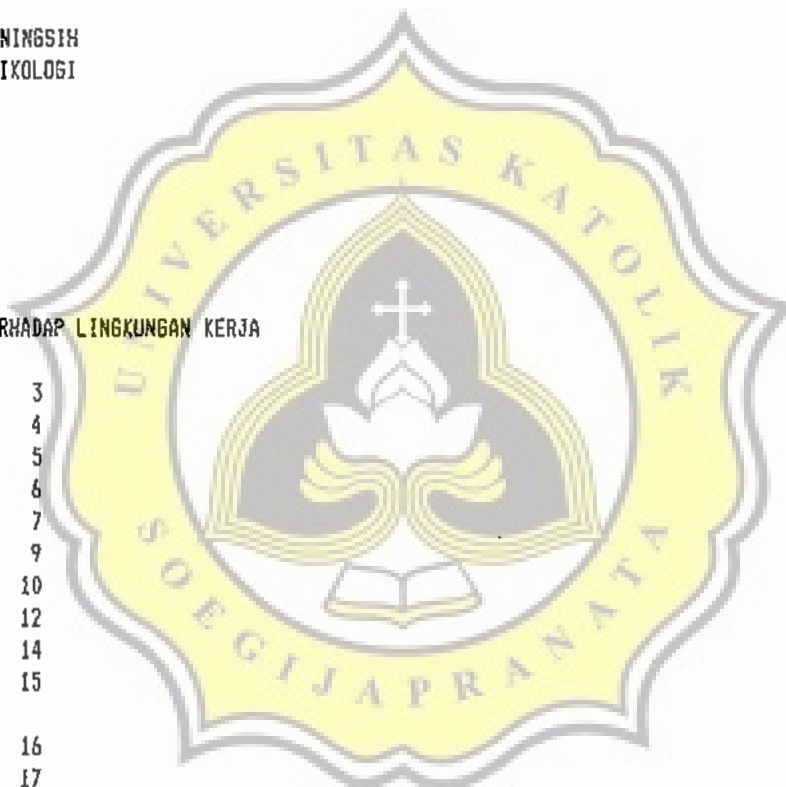 NINGSIH
IKOLOGI
UNIVERSITAS KATOLIK
RHADAP LINGKUNGAN KERJA
3
4
5
6
7
9
10
12
14
15
16
17
SOEGIJAPRANATA